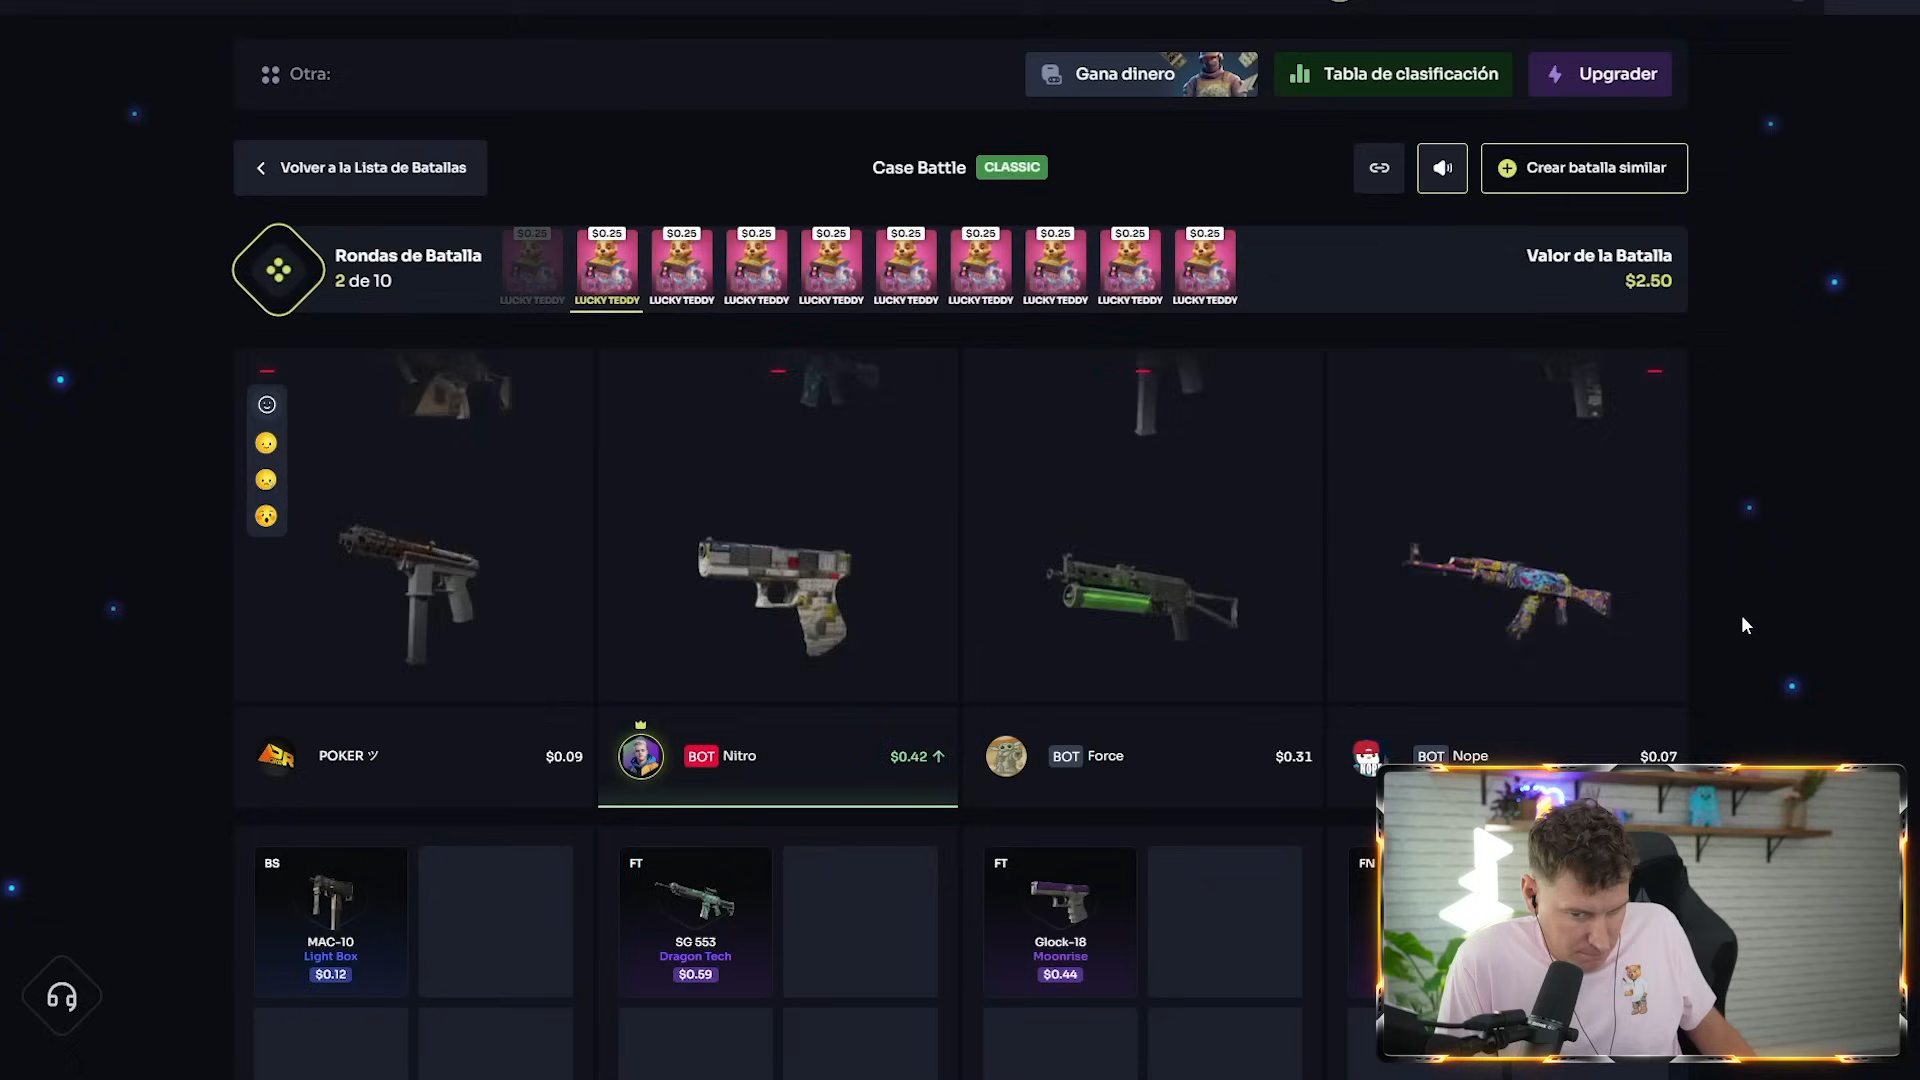 Otra:
Gana dinero
Tabla de clasificación
Upgrader
Volver a la Lista de Batallas
Case Battle CLASSIC
Crear batalla similar
Rondas de Batalla
2 de 10
$0.25 $0.25 $0.25 $0.25 $0.25 $0.25 $0.25 $0.25 $0.25 $0.25
LUCKY TEDDY LUCKY TEDDY LUCKY TEDDY LUCKY TEDDY LUCKY TEDDY LUCKY TEDDY LUCKY TEDDY LUCKY TEDDY LUCKY TEDDY LUCKY TEDDY
Valor de la Batalla
$2.50
POKER ツ $0.09
BOT Nitro $0.42
BOT Force $0.31
BOT Nope $0.07
BS
MAC-10
Light Box
$0.12
FT
SG 553
Dragon Tech
$0.59
FT
Glock-18
Moonrise
$0.44
FN